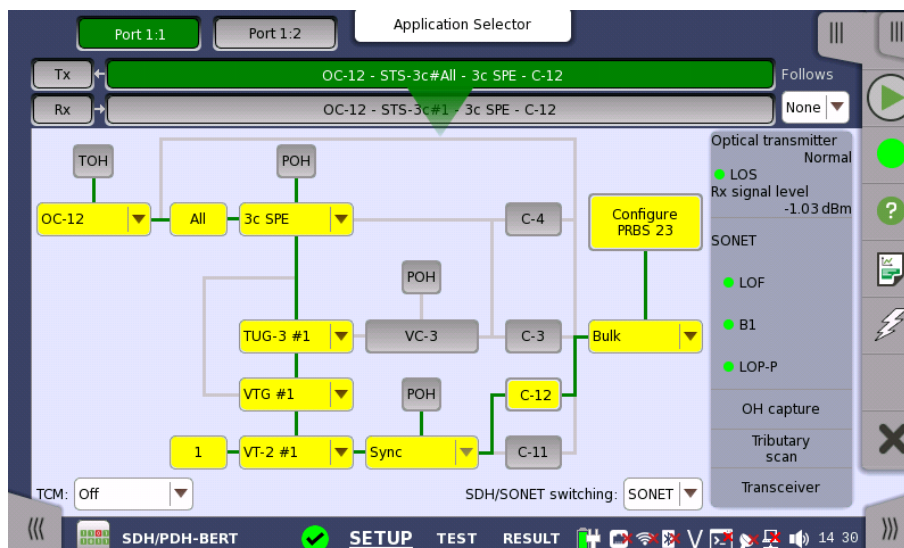 Application Selector
Port 1:1
Port 1:2
Tx
OC-12 - STS-3c#All - 3c SPE - C-12
Follows
Rx
OC-12 - STS-3c#1 - 3c SPE - C-12
None
TOH
POH
OC-12
All
3c SPE
C-4
Configure
PRBS 23
POH
TUG-3 #1
VC-3
C-3
Bulk
VTG #1
POH
C-12
1
VT-2 #1
Sync
C-11
Optical transmitter
Normal
LOS
Rx signal level
-1.03 dBm
SONET
LOF
B1
LOP-P
OH capture
Tributary
scan
Transceiver
TCM: Off
SDH/SONET switching: SONET
SDH/PDH-BERT
SETUP
TEST
RESULT
14 30